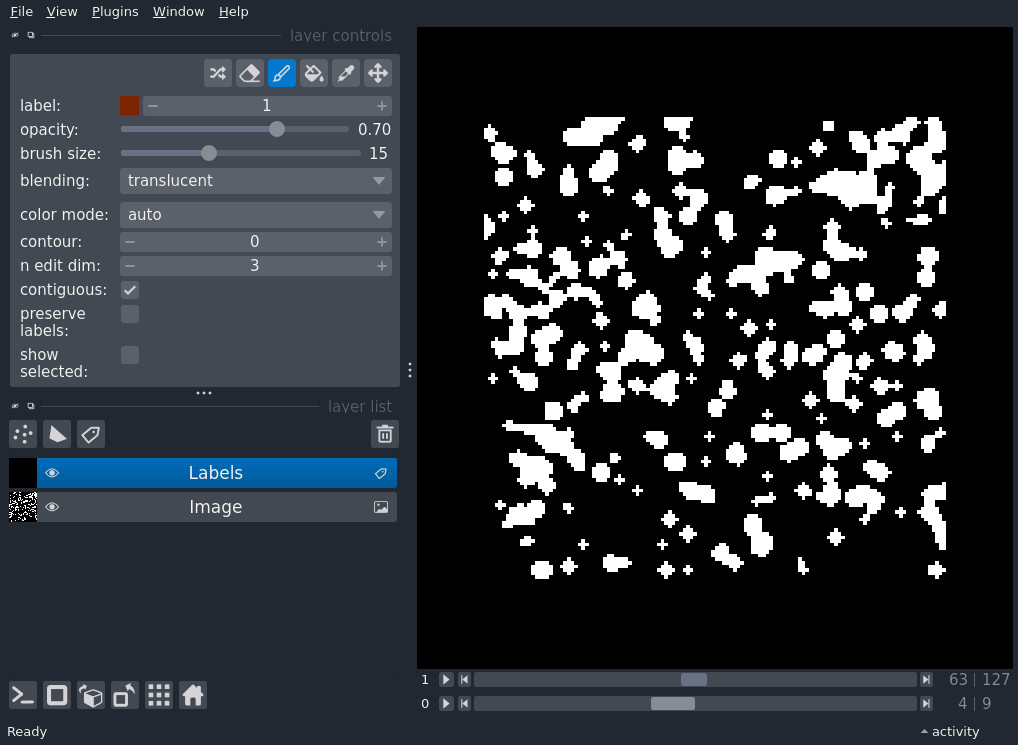 File View Plugins Window Help
layer controls
label: 1
opacity: 0.70
brush size: 15
blending: translucent
color mode: auto
contour: 0
n edit dim: 3
contiguous:
preserve
labels:
show
selected:
layer list
Labels
Image
1 63 | 127
0 4 | 9
Ready activity